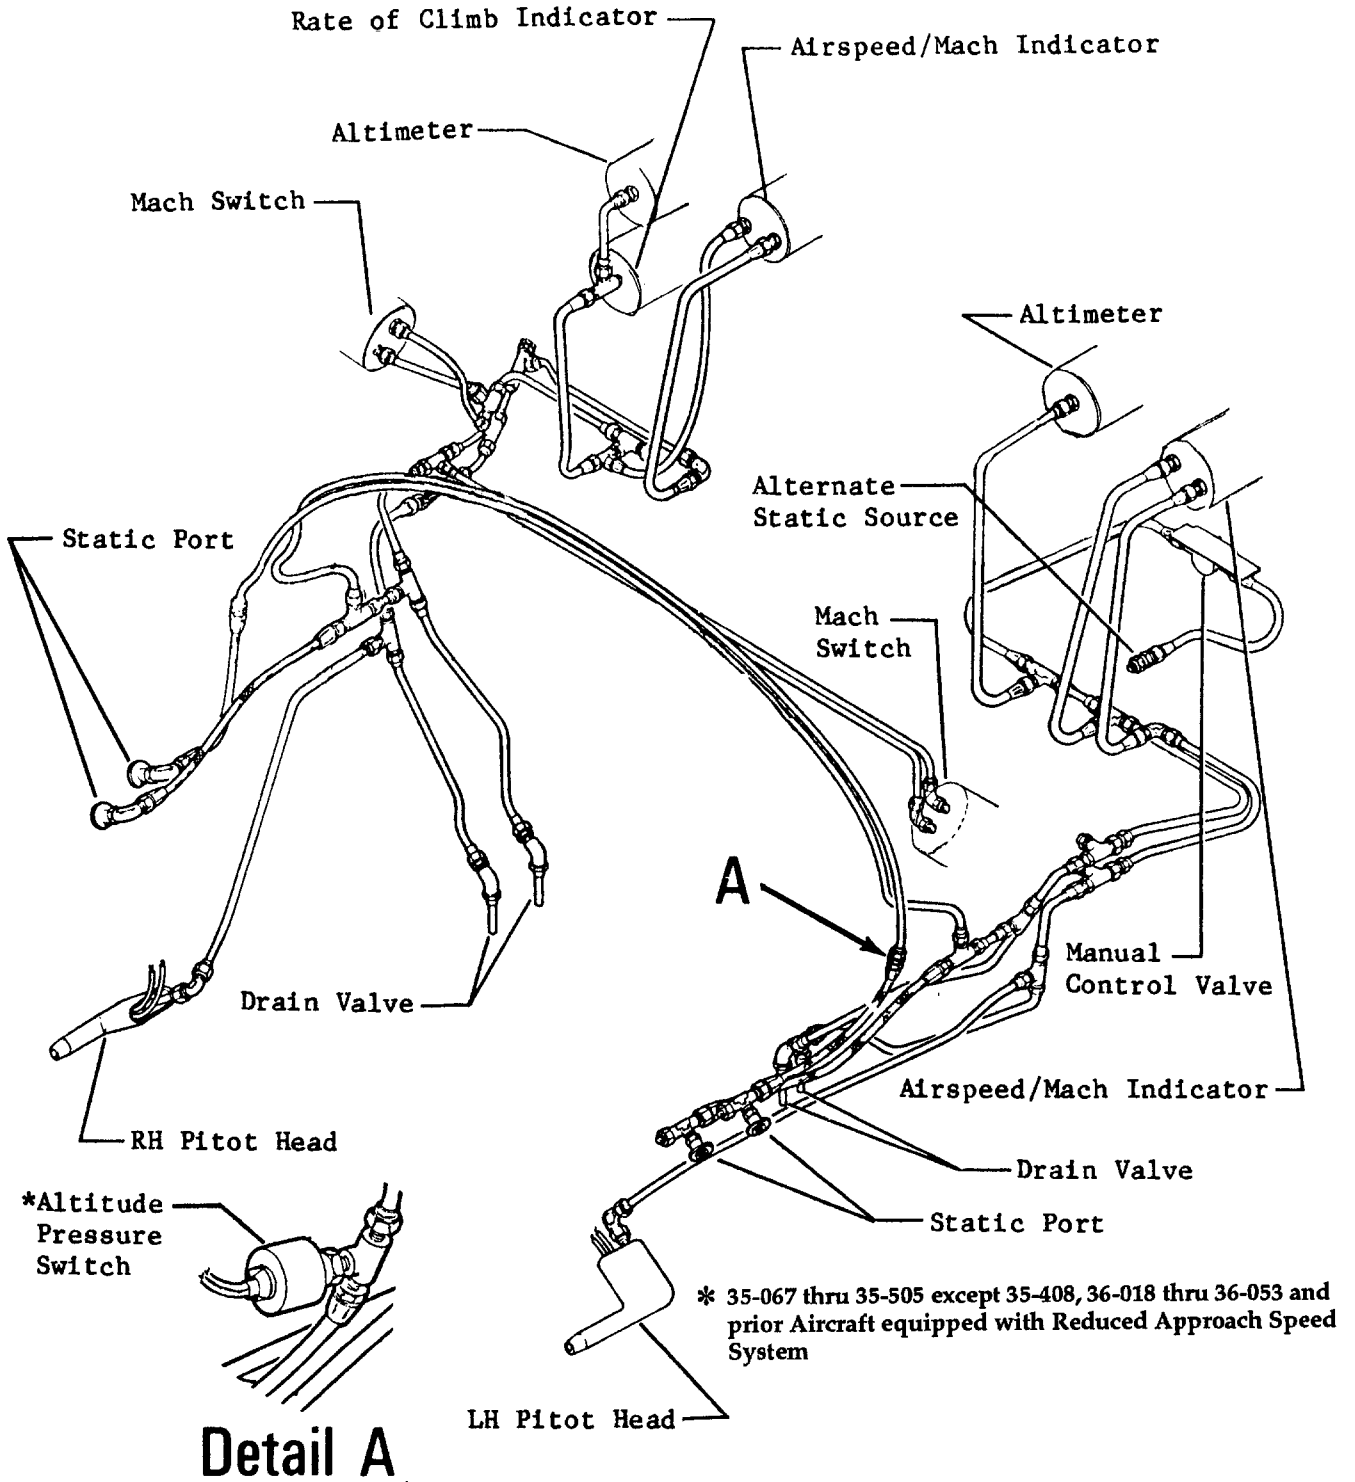 Rate of Climb Indicator
Airspeed/Mach Indicator
Altimeter
Mach Switch
Altimeter
Alternate
Static Source
Static Port
Mach
Switch
A
Manual
Control Valve
Drain Valve
Airspeed/Mach Indicator
RH Pitot Head
Drain Valve
*Altitude
Pressure
Switch
Static Port
* 35-067 thru 35-505 except 35-408, 36-018 thru 36-053 and
prior Aircraft equipped with Reduced Approach Speed
System
LH Pitot Head
Detail A